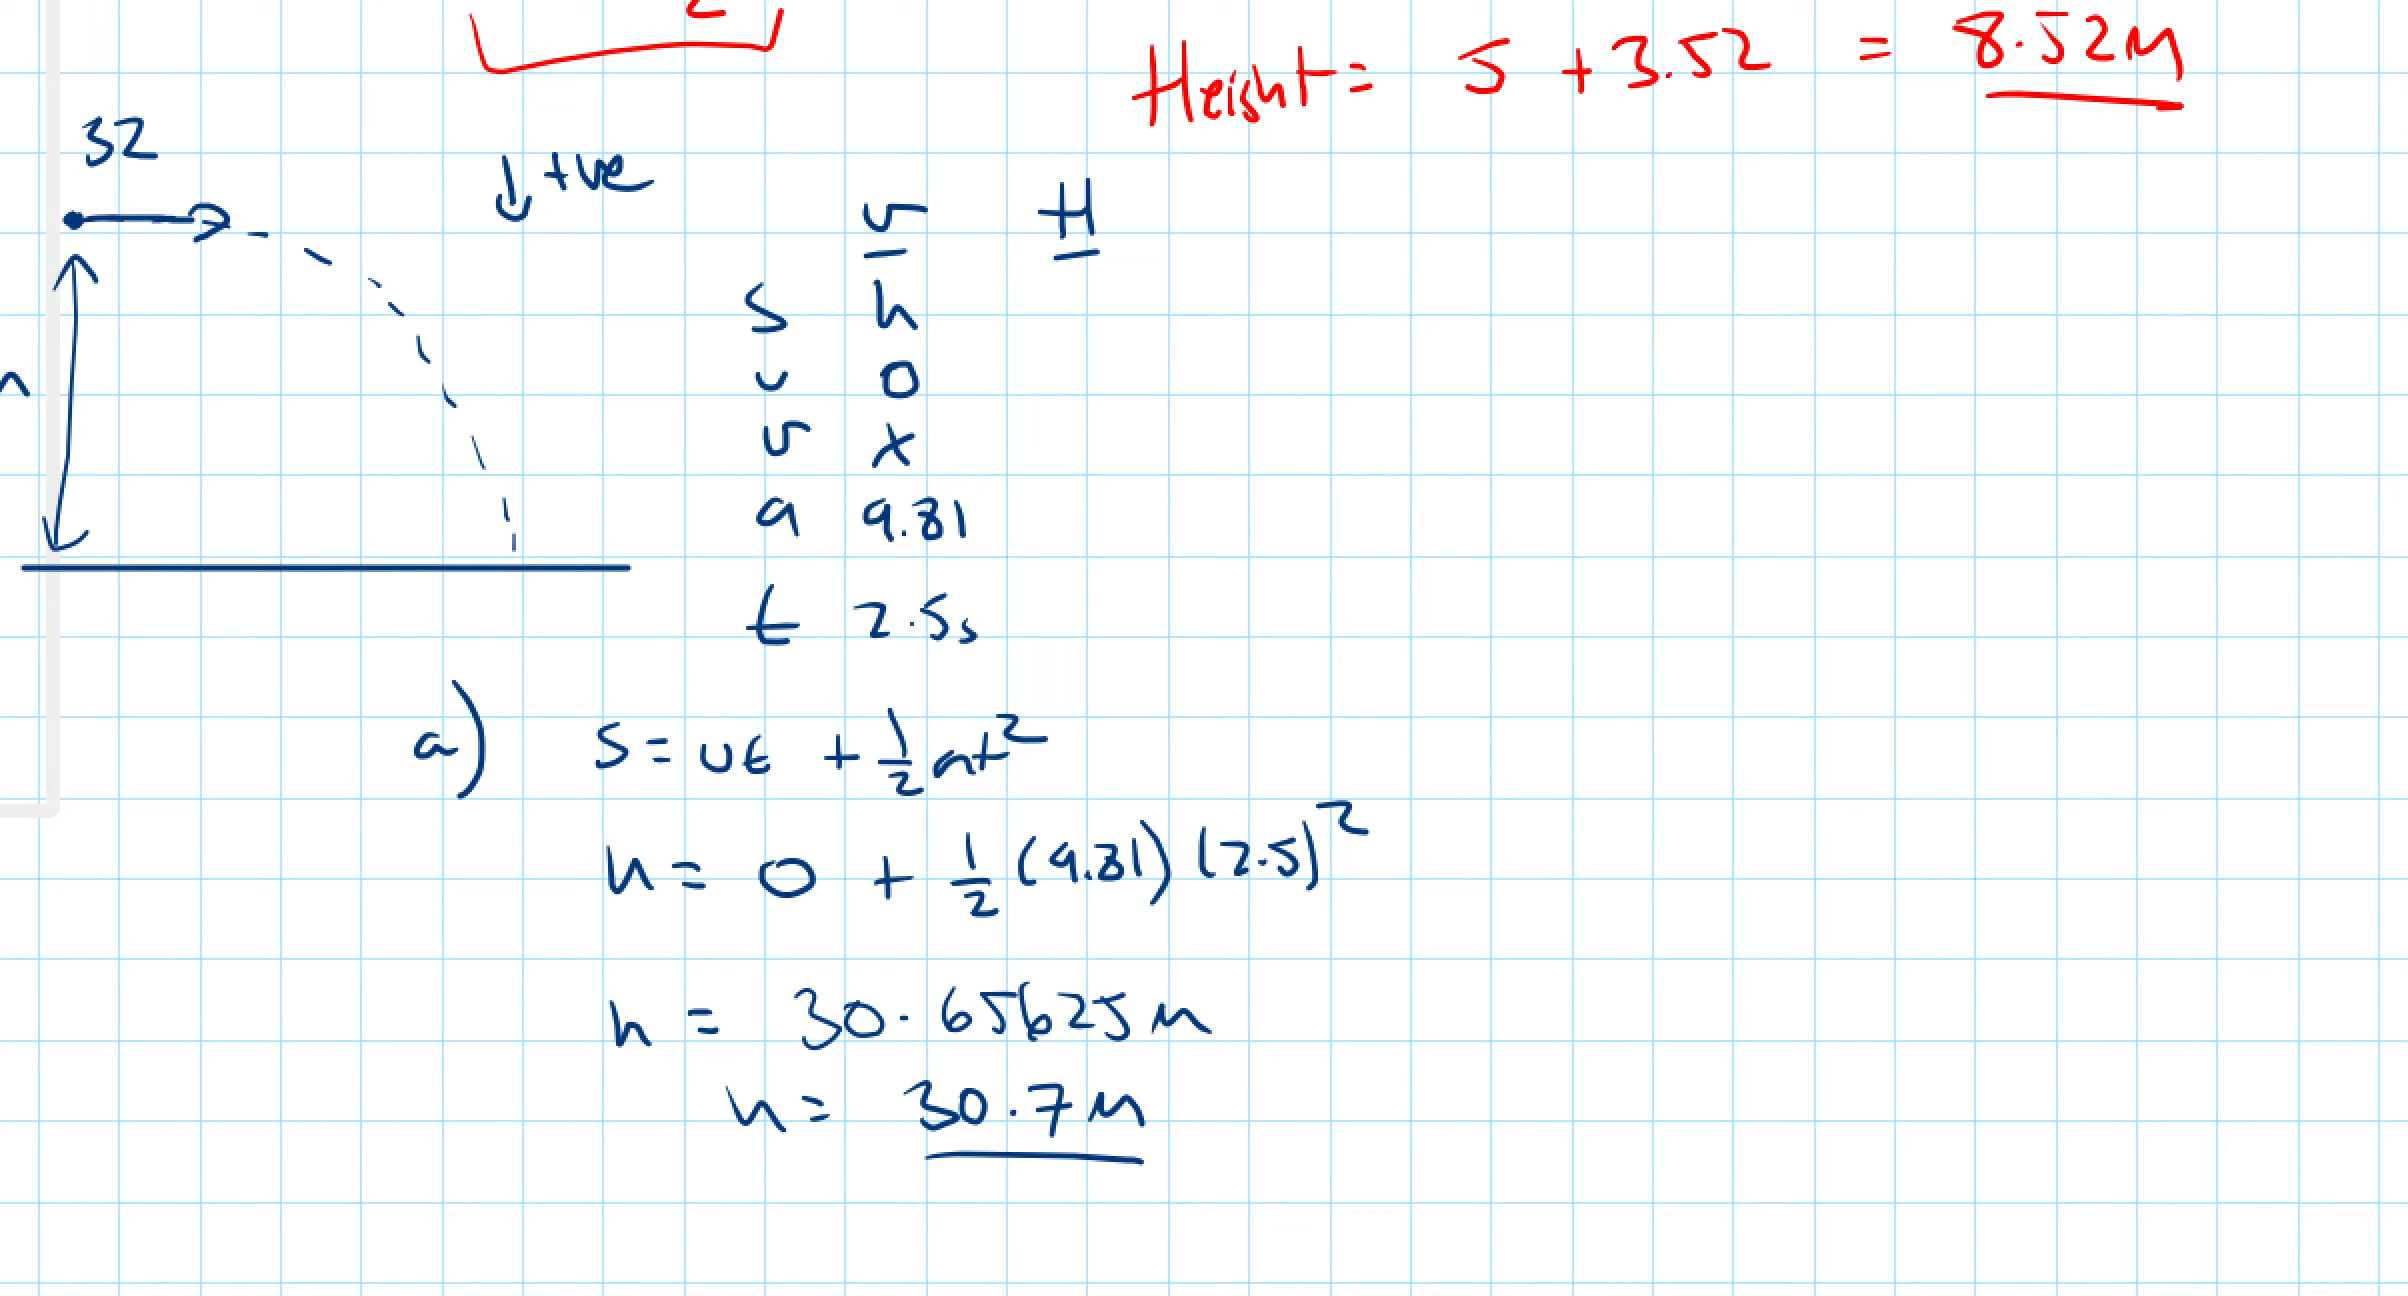 2
Height = 5 + 3.52 = 8.52m
32
↓ +ve
v H
s h
u 0
v x
a 9.81
h
t 2.5s
a) s = ut + ½at²
h = 0 + ½ (9.81) (2.5)²
h = 30.65625m
h = 30.7m